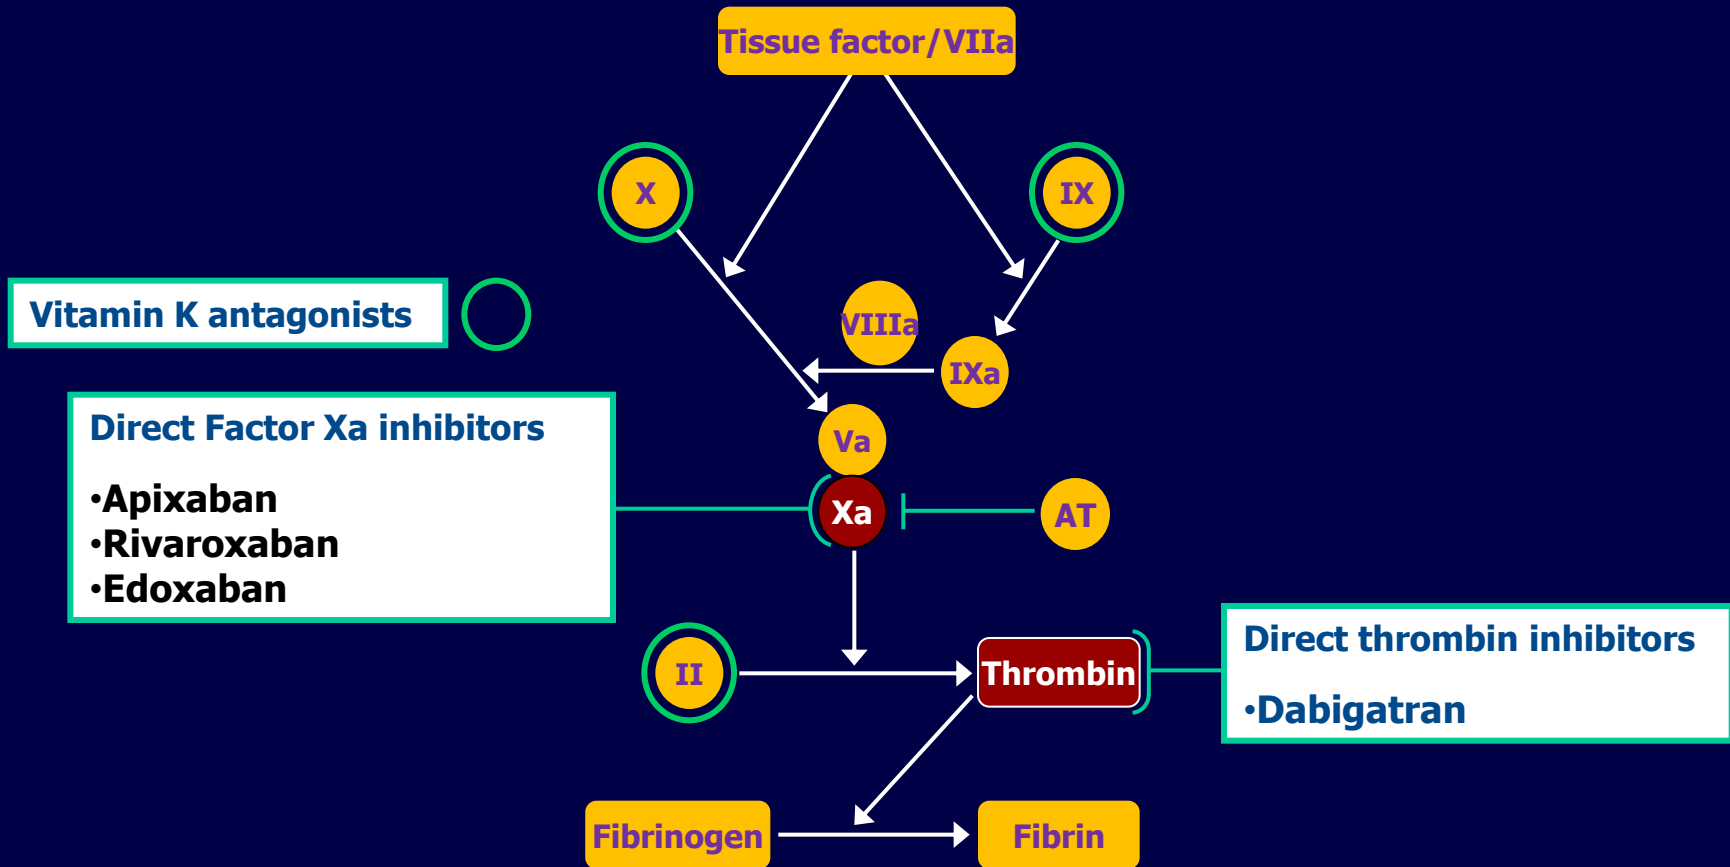 Tissue factor/VIIa
X
IX
Vitamin K antagonists
VIIIa
IXa
Direct Factor Xa inhibitors
•Apixaban
•Rivaroxaban
•Edoxaban
Va
Xa
AT
II
Thrombin
Direct thrombin inhibitors
•Dabigatran
Fibrinogen
Fibrin